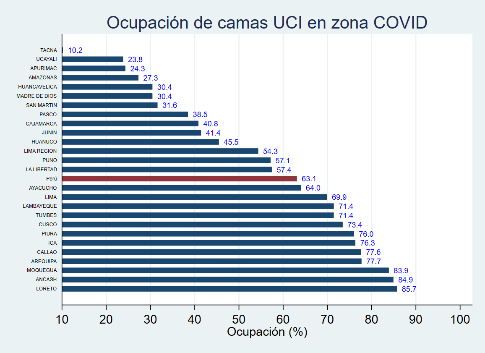 Ocupación de camas UCI en zona COVID
TACNA 10.2
UCAYALI 23.8
APURIMAC 24.3
AMAZONAS 27.3
HUANCAVELICA 30.4
MADRE DE DIOS 30.4
SAN MARTIN 31.6
PASCO 38.5
CAJAMARCA 40.8
JUNIN 41.4
HUANUCO 45.5
LIMA REGION 54.3
PUNO 57.1
LA LIBERTAD 57.4
Perú 63.1
AYACUCHO 64.0
LIMA 69.9
LAMBAYEQUE 71.4
TUMBES 71.4
CUSCO 73.4
PIURA 76.0
ICA 76.3
CALLAO 77.6
AREQUIPA 77.7
MOQUEGUA 83.9
ANCASH 84.9
LORETO 85.7
10 20 30 40 50 60 70 80 90 100
Ocupación (%)